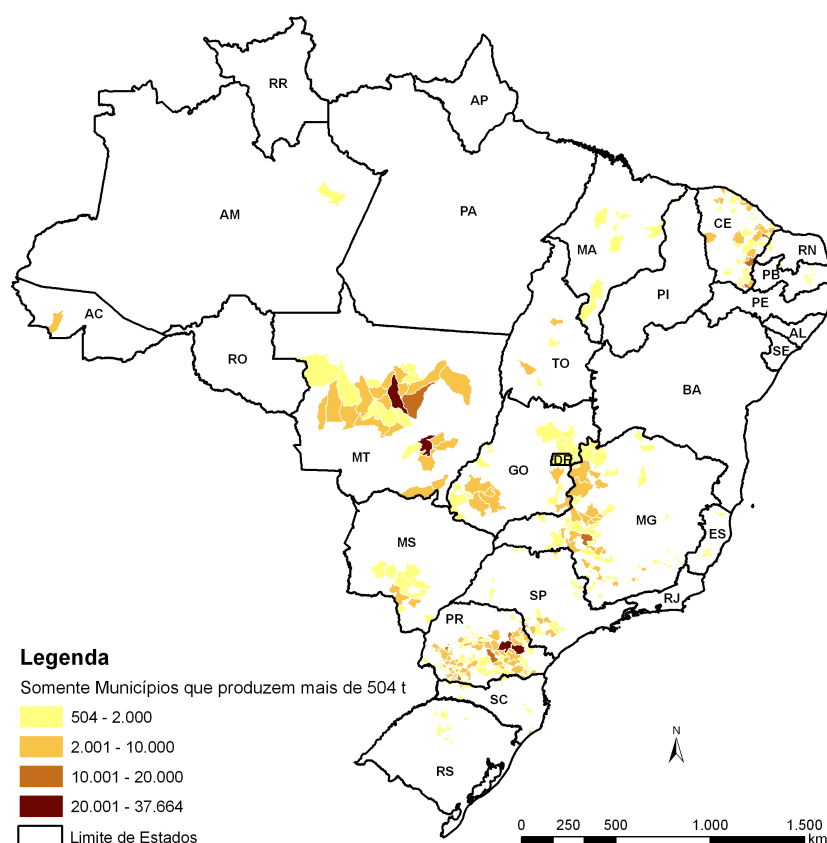 RR
AP
AM
PA
MA
CE
RN
PB
PE
PI
AL
SE
AC
RO
TO
BA
MT
GO
DF
MG
ES
MS
SP
RJ
PR
SC
RS
N
Legenda
Somente Municípios que produzem mais de 504 t
504 - 2.000
2.001 - 10.000
10.001 - 20.000
20.001 - 37.664
Limite de Estados
0 250 500 1.000 1.500
km